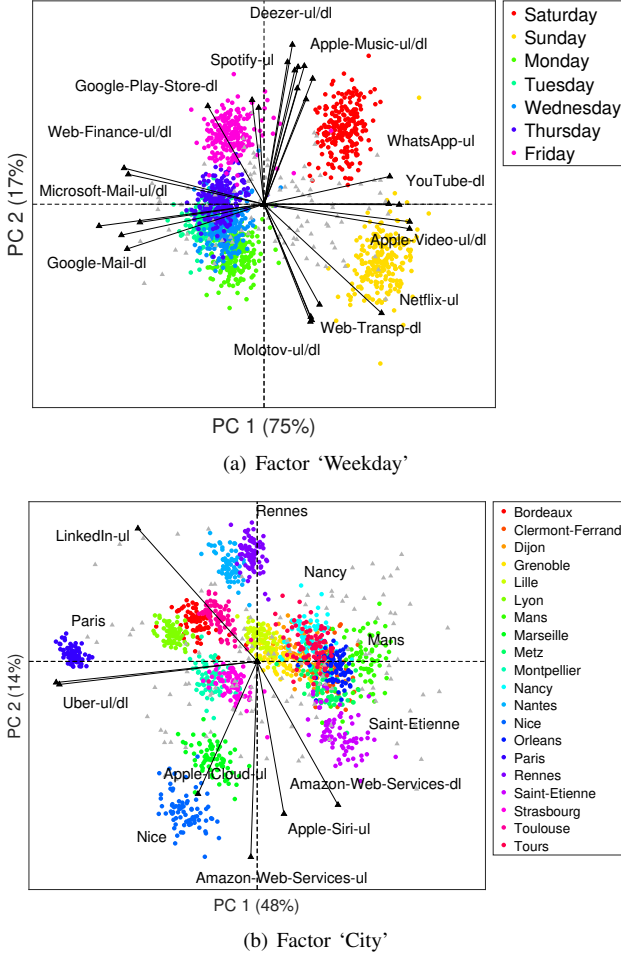 Deezer-ul/dl
Spotify-ul
Apple-Music-ul/dl
Google-Play-Store-dl
Web-Finance-ul/dl
WhatsApp-ul
Microsoft-Mail-ul/dl
YouTube-dl
Apple-Video-ul/dl
Google-Mail-dl
Netflix-ul
Web-Transp-dl
Molotov-ul/dl
PC 2 (17%)
PC 1 (75%)
Saturday
Sunday
Monday
Tuesday
Wednesday
Thursday
Friday
(a) Factor ‘Weekday’
Rennes
LinkedIn-ul
Nancy
Paris
Mans
Uber-ul/dl
Saint-Etienne
Apple-ICloud-ul
Amazon-Web-Services-dl
Apple-Siri-ul
Nice
Amazon-Web-Services-ul
PC 2 (14%)
PC 1 (48%)
Bordeaux
Clermont-Ferrand
Dijon
Grenoble
Lille
Lyon
Mans
Marseille
Metz
Montpellier
Nancy
Nantes
Nice
Orleans
Paris
Rennes
Saint-Etienne
Strasbourg
Toulouse
Tours
(b) Factor ‘City’